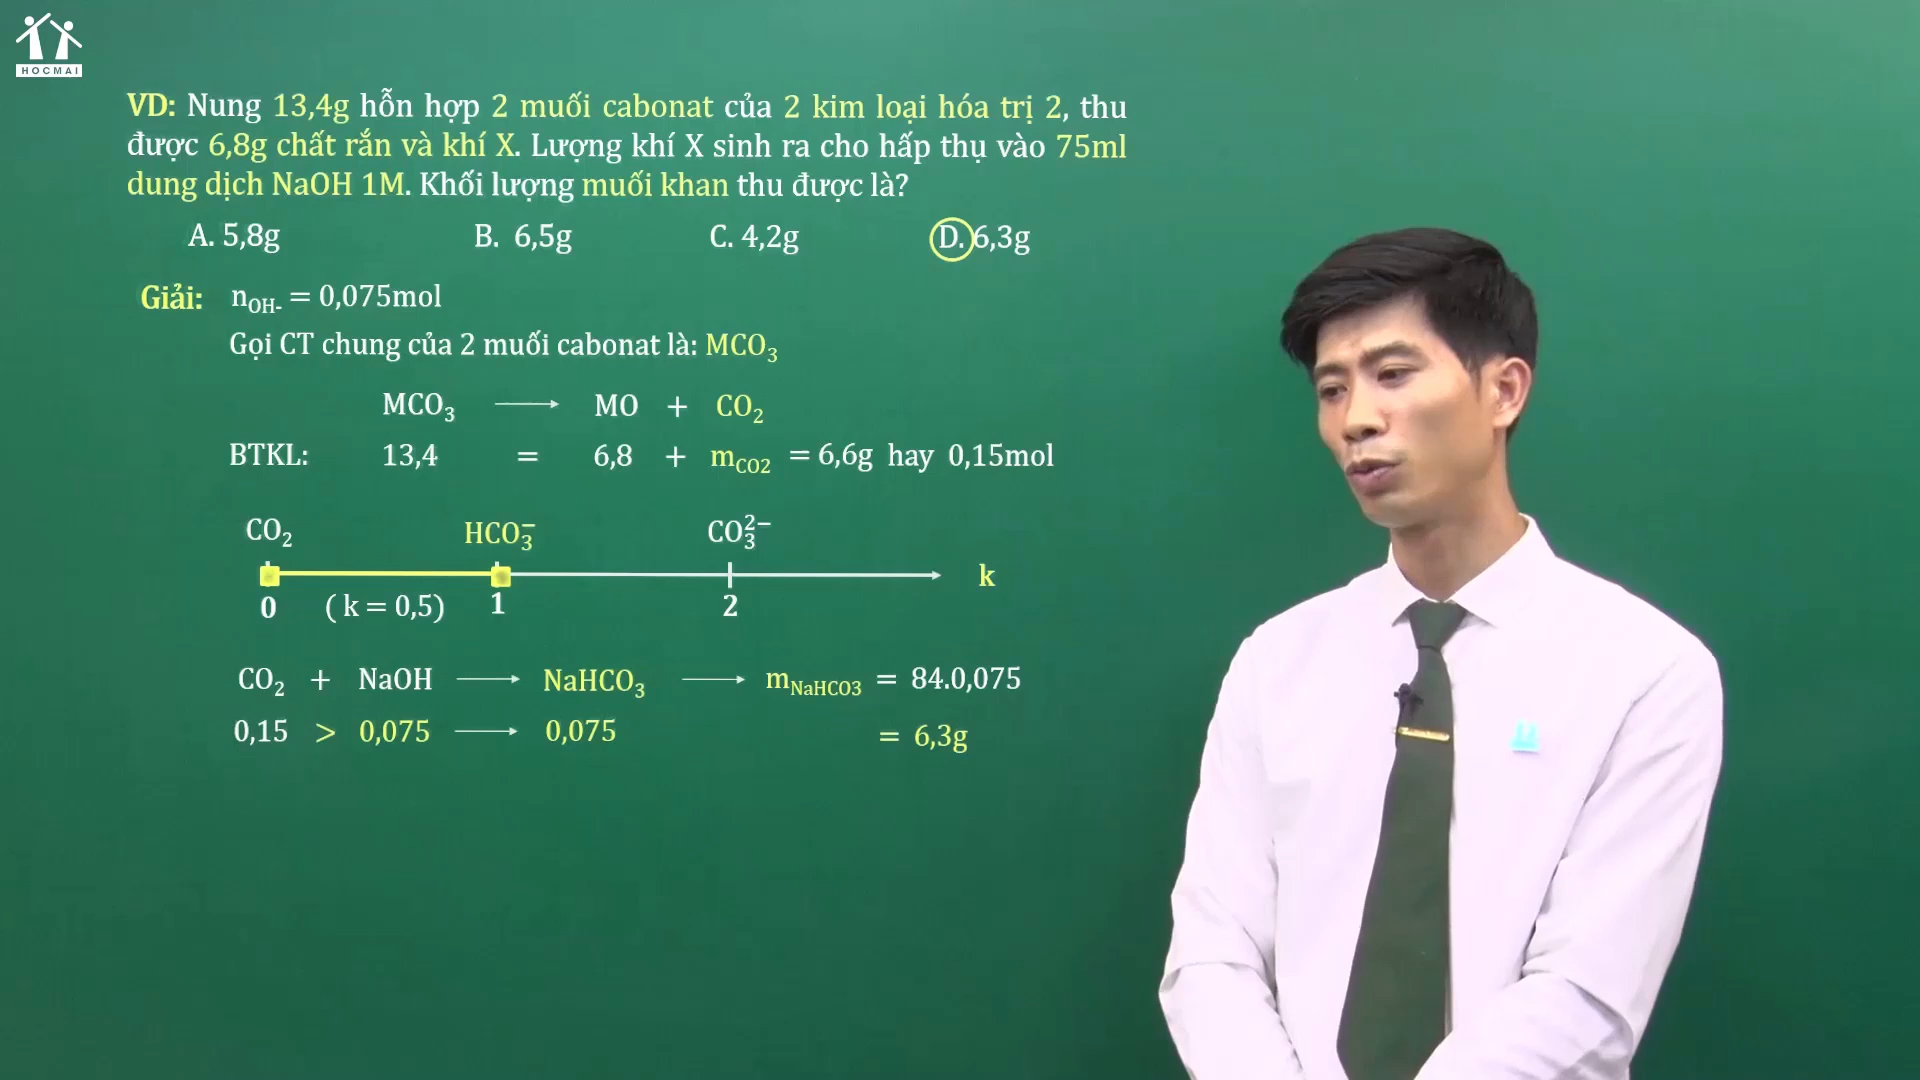 HOCMAI
VD: Nung 13,4g hỗn hợp 2 muối cabonat của 2 kim loại hóa trị 2, thu
được 6,8g chất rắn và khí X. Lượng khí X sinh ra cho hấp thụ vào 75ml
dung dịch NaOH 1M. Khối lượng muối khan thu được là?
A. 5,8g B. 6,5g C. 4,2g D. 6,3g
Giải: n_OH- = 0,075mol
Gọi CT chung của 2 muối cabonat là: MCO₃
MCO₃ ⟶ MO + CO₂
BTKL: 13,4 = 6,8 + m_CO2 = 6,6g hay 0,15mol
CO₂ HCO₃⁻ CO₃²⁻
k
0 ( k = 0,5) 1 2
CO₂ + NaOH ⟶ NaHCO₃ ⟶ m_NaHCO3 = 84.0,075
0,15 > 0,075 ⟶ 0,075 = 6,3g